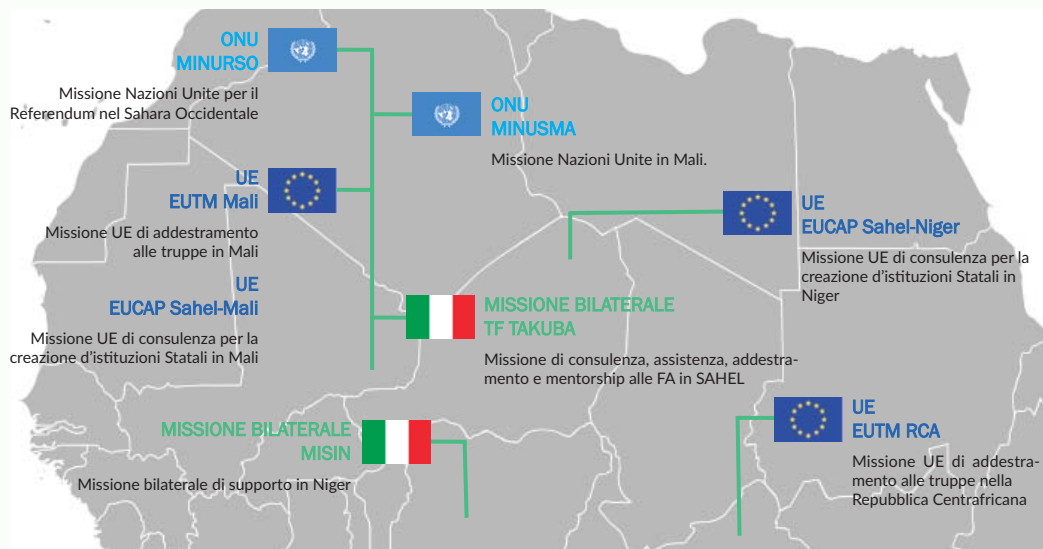 ONU
MINURSO
Missione Nazioni Unite per il
Referendum nel Sahara Occidentale
ONU
MINUSMA
Missione Nazioni Unite in Mali.
UE
EUTM Mali
Missione UE di addestramento
alle truppe in Mali
UE
EUCAP Sahel-Niger
Missione UE di consulenza per la
creazione d'istituzioni Statali in
Niger
UE
EUCAP Sahel-Mali
Missione UE di consulenza per la
creazione d'istituzioni Statali in Mali
MISSIONE BILATERALE
TF TAKUBA
Missione di consulenza, assistenza, addestra-
mento e mentorship alle FA in SAHEL
MISSIONE BILATERALE
MISIN
Missione bilaterale di supporto in Niger
UE
EUTM RCA
Missione UE di addestra-
mento alle truppe nella
Repubblica Centrafricana